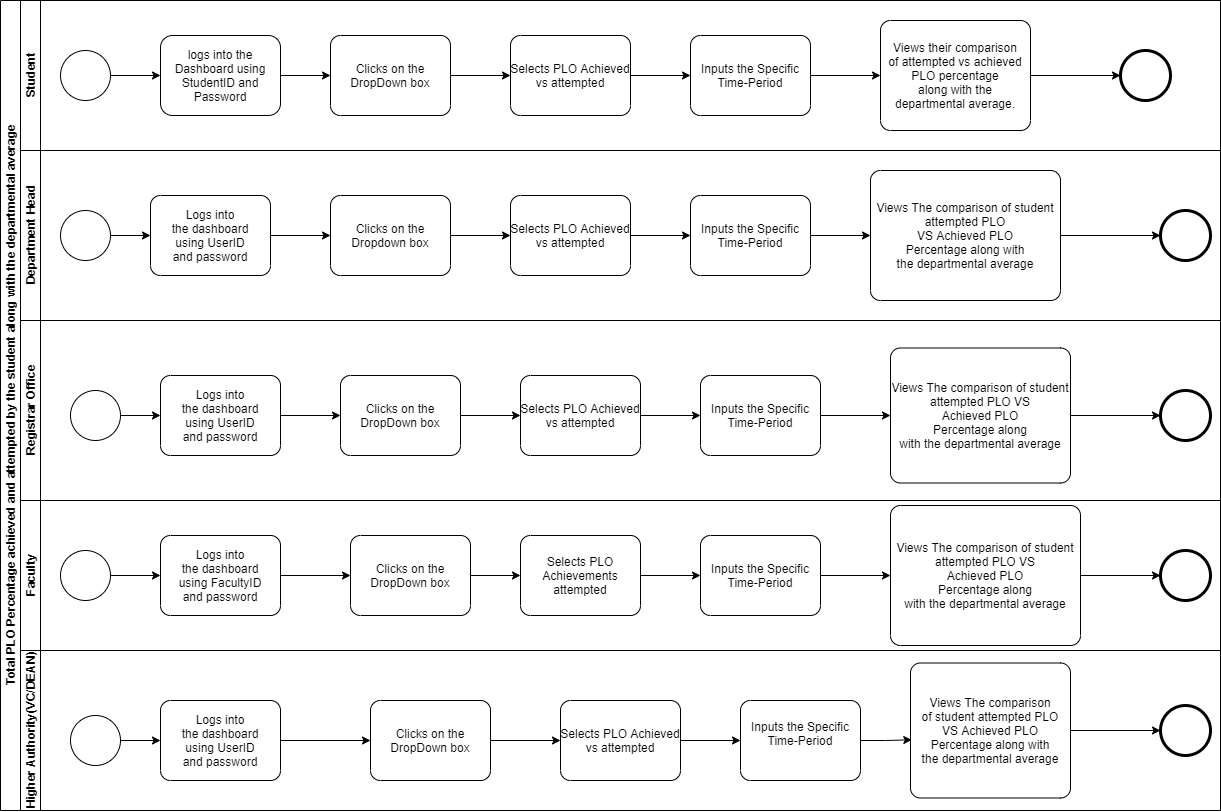 Total PLO Percentage achieved and attempted by the student along with the departmental average
Student
logs into the
Dashboard using
StudentID and
Password
Clicks on the
DropDown box
Selects PLO Achieved
vs attempted
Inputs the Specific
Time-Period
Views their comparison
of attempted vs achieved
PLO percentage
along with the
departmental average.
Department Head
Logs into
the dashboard
using UserID
and password
Clicks on the
Dropdown box
Selects PLO Achieved
vs attempted
Inputs the Specific
Time-Period
Views The comparison of student
attempted PLO
VS Achieved PLO
Percentage along with
the departmental average
Registrar Office
Logs into
the dashboard
using UserID
and password
Clicks on the
DropDown box
Selects PLO Achieved
vs attempted
Inputs the Specific
Time-Period
Views The comparison of student
attempted PLO VS
Achieved PLO
Percentage along
with the departmental average
Faculty
Logs into
the dashboard
using FacultyID
and password
Clicks on the
DropDown box
Selects PLO
Achievements
attempted
Inputs the Specific
Time-Period
Views The comparison of student
attempted PLO VS
Achieved PLO
Percentage along
with the departmental average
Higher Authority(VC/DEAN)
Logs into
the dashboard
using UserID
and password
Clicks on the
DropDown box
Selects PLO Achieved
vs attempted
Inputs the Specific
Time-Period
Views The comparison
of student attempted PLO
VS Achieved PLO
Percentage along with
the departmental average